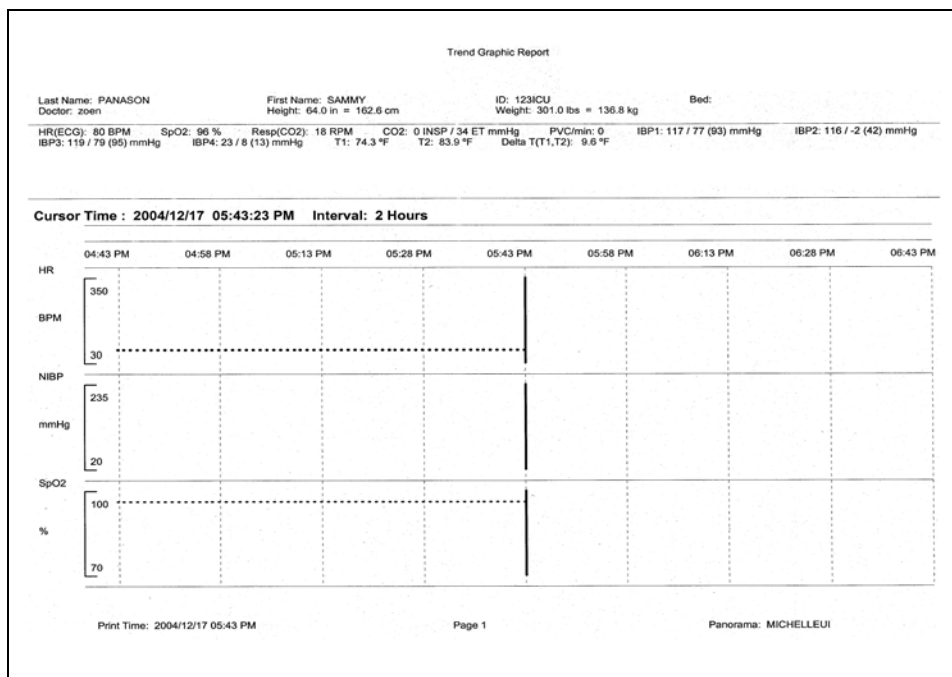 Trend Graphic Report
Last Name: PANASON First Name: SAMMY ID: 123ICU Bed:
Doctor: zoen Height: 64.0 in = 162.6 cm Weight: 301.0 lbs = 136.8 kg
HR(ECG): 80 BPM SpO2: 96 % Resp(CO2): 18 RPM CO2: 0 INSP / 34 ET mmHg PVC/min: 0 IBP1: 117 / 77 (93) mmHg IBP2: 116 / -2 (42) mmHg
IBP3: 119 / 79 (95) mmHg IBP4: 23 / 8 (13) mmHg T1: 74.3 ºF T2: 83.9 ºF Delta T(T1,T2): 9.6 ºF
Cursor Time : 2004/12/17 05:43:23 PM Interval: 2 Hours
04:43 PM 04:58 PM 05:13 PM 05:28 PM 05:43 PM 05:58 PM 06:13 PM 06:28 PM 06:43 PM
HR
350
BPM
30
NIBP
235
mmHg
20
SpO2
100
%
70
Print Time: 2004/12/17 05:43 PM Page 1 Panorama: MICHELLEUI